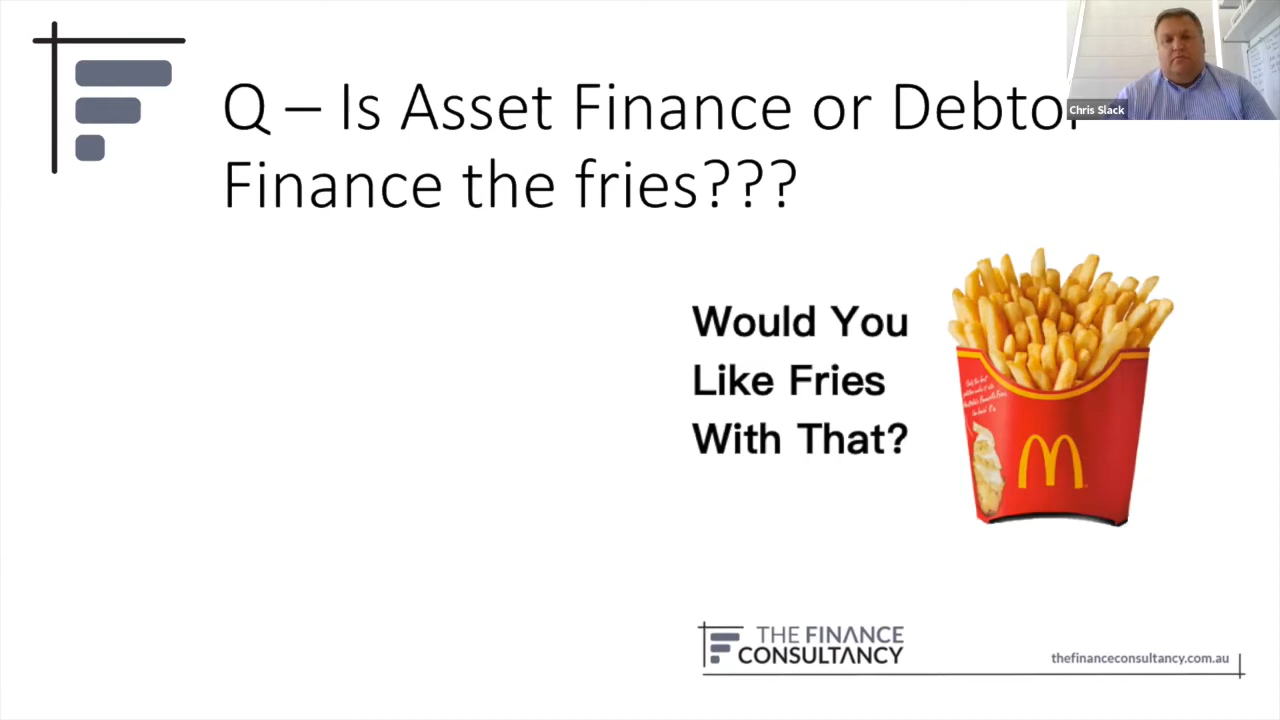 Q – Is Asset Finance or Debtor
Finance the fries???
Chris Slack
Would You
Like Fries
With That?
THE FINANCE
CONSULTANCY
thefinanceconsultancy.com.au